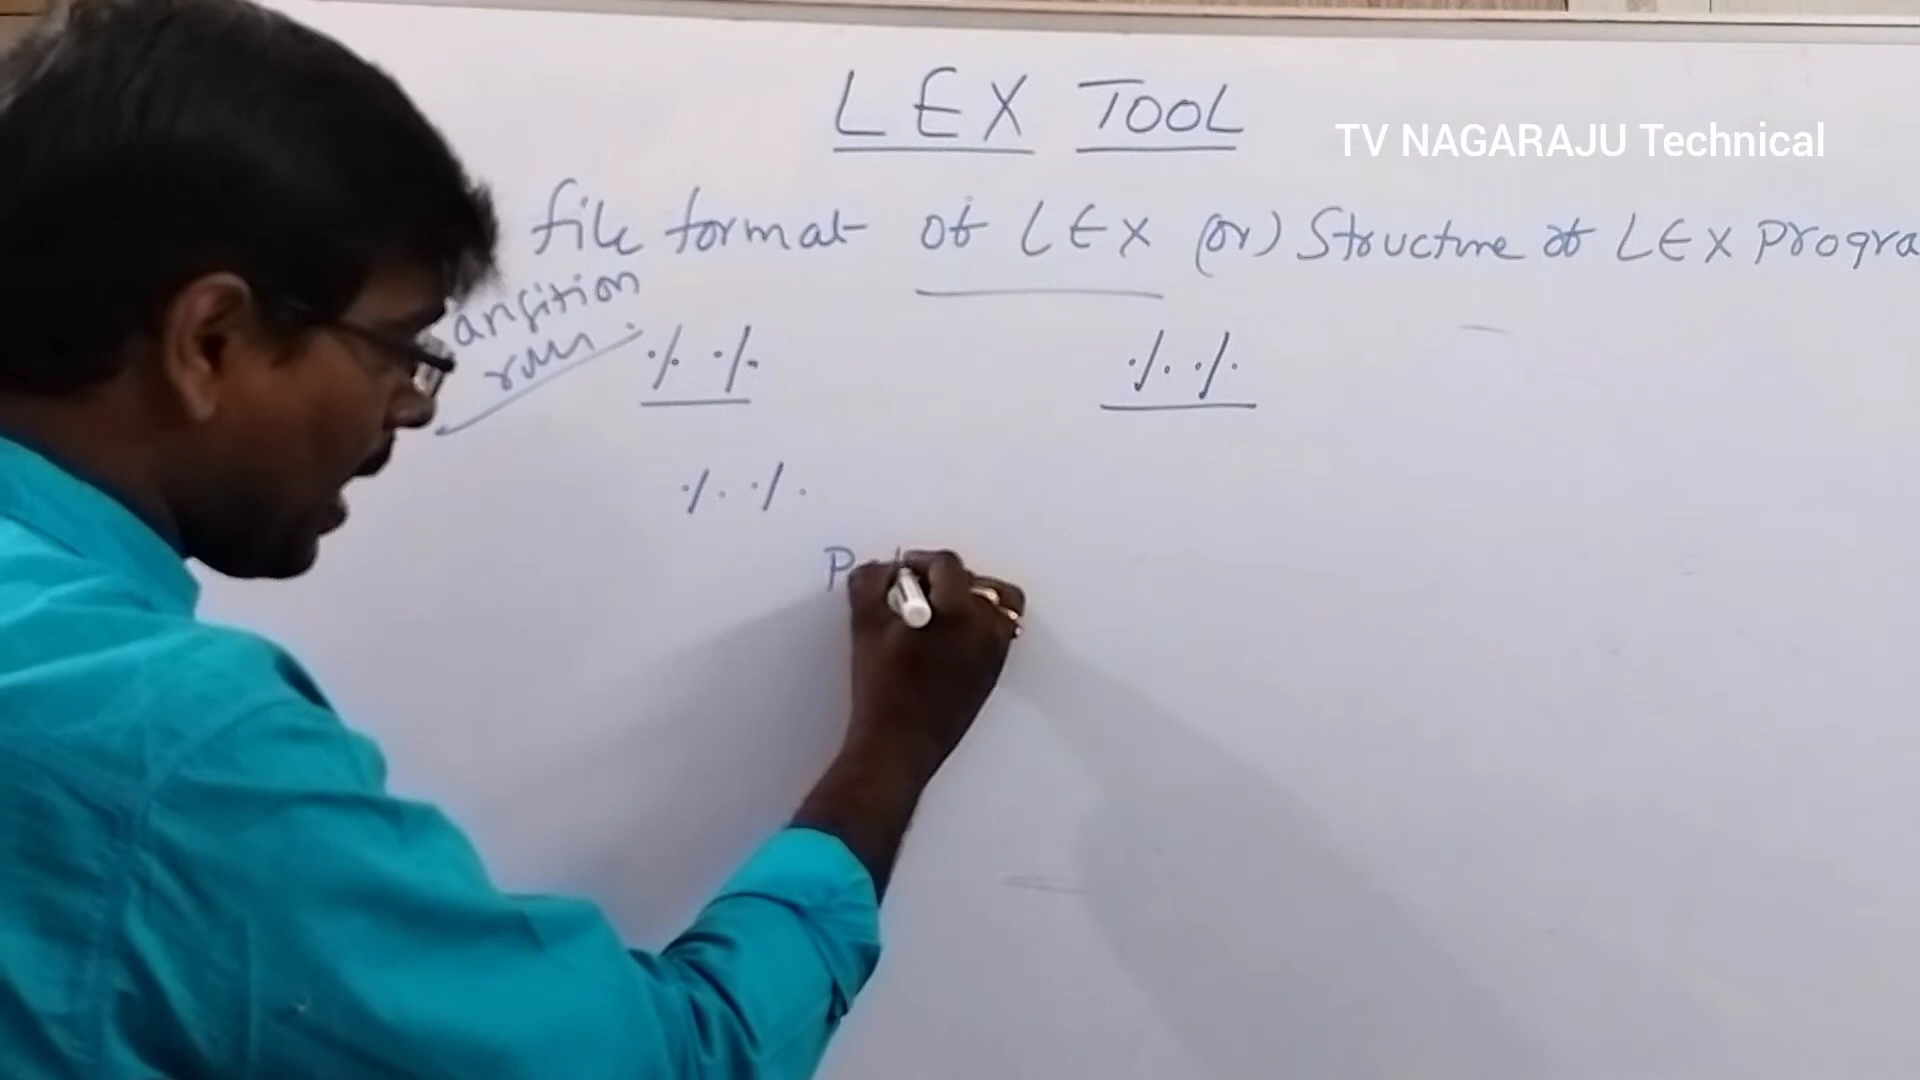 LEX TOOL
TV NAGARAJU Technical
file format of LEX (or) Structure of LEX Progra
ansition
rules
%% %%
%%
P